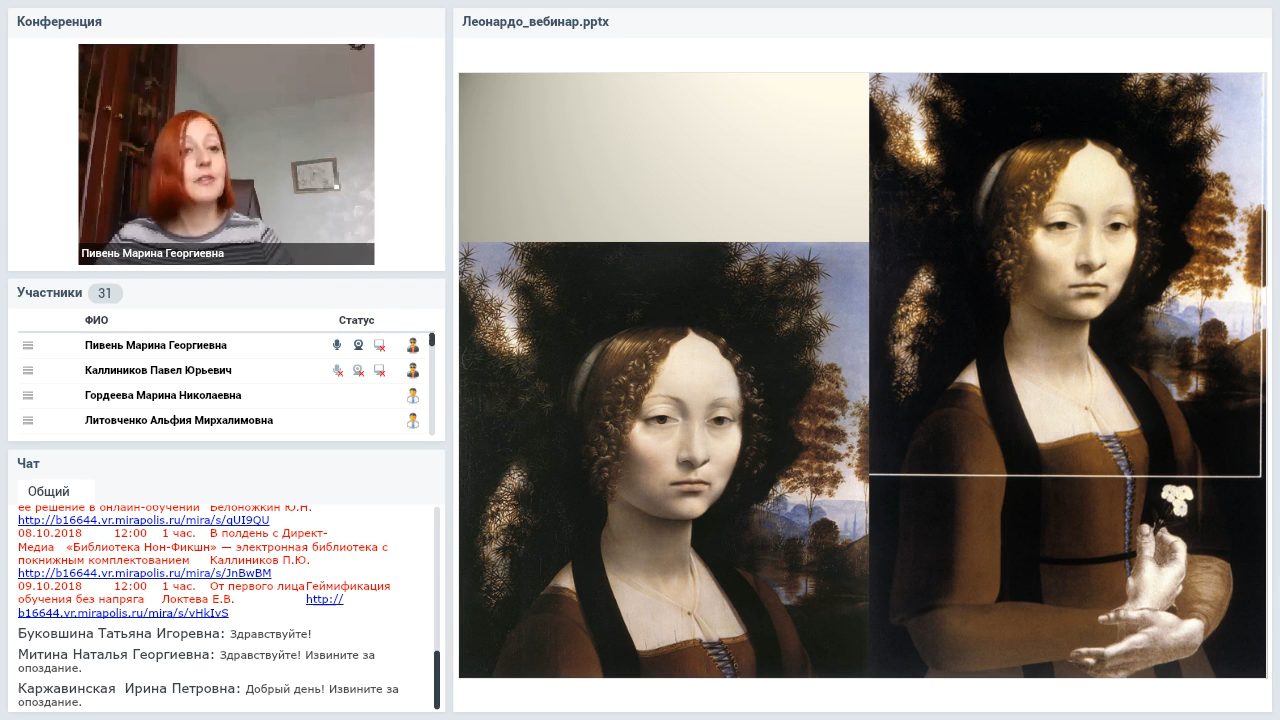 Конференция
Пивень Марина Георгиевна
Участники 31
ФИО Статус
Пивень Марина Георгиевна
Каллиников Павел Юрьевич
Гордеева Марина Николаевна
Литовченко Альфия Мирхалимовна
Чат
Общий
ее решение в онлайн-обучении Белоножкин Ю.Н.
http://b16644.vr.mirapolis.ru/mira/s/qUI9QU
08.10.2018 12:00 1 час. В полдень с Директ-
Медиа «Библиотека Нон-Фикшн» — электронная библиотека с
покнижным комплектованием Каллиников П.Ю.
http://b16644.vr.mirapolis.ru/mira/s/JnBwBM
09.10.2018 12:00 1 час. От первого лица Геймификация
обучения без напряга Локтева Е.В. http://
b16644.vr.mirapolis.ru/mira/s/vHkIvS
Буковшина Татьяна Игоревна: Здравствуйте!
Митина Наталья Георгиевна: Здравствуйте! Извините за
опоздание.
Каржавинская Ирина Петровна: Добрый день! Извините за
опоздание.
Леонардо_вебинар.pptx